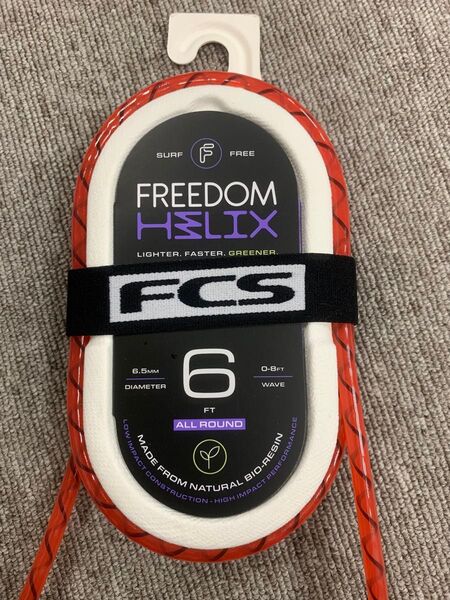 SURF F FREE
FREEDOM
HELIX
LIGHTER. FASTER. GREENER.
FCS
6.5MM
DIAMETER
6
FT
0-8FT
WAVE
ALL ROUND
MADE FROM NATURAL BIO-RESIN
LOW IMPACT CONSTRUCTION - HIGH IMPACT PERFORMANCE